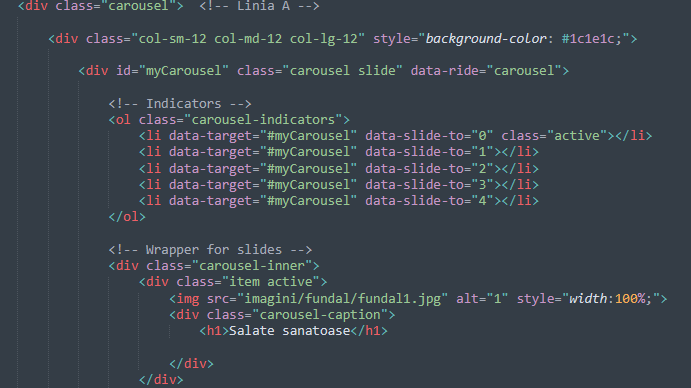 <div class="carousel">  <!-- Linia A -->
<div class="col-sm-12 col-md-12 col-lg-12" style="background-color: #1c1e1c;">
<div id="myCarousel" class="carousel slide" data-ride="carousel">
<!-- Indicators -->
<ol class="carousel-indicators">
<li data-target="#myCarousel" data-slide-to="0" class="active"></li>
<li data-target="#myCarousel" data-slide-to="1"></li>
<li data-target="#myCarousel" data-slide-to="2"></li>
<li data-target="#myCarousel" data-slide-to="3"></li>
<li data-target="#myCarousel" data-slide-to="4"></li>
</ol>
<!-- Wrapper for slides -->
<div class="carousel-inner">
<div class="item active">
<img src="imagini/fundal/fundal1.jpg" alt="1" style="width:100%;">
<div class="carousel-caption">
<h1>Salate sanatoase</h1>
</div>
</div>